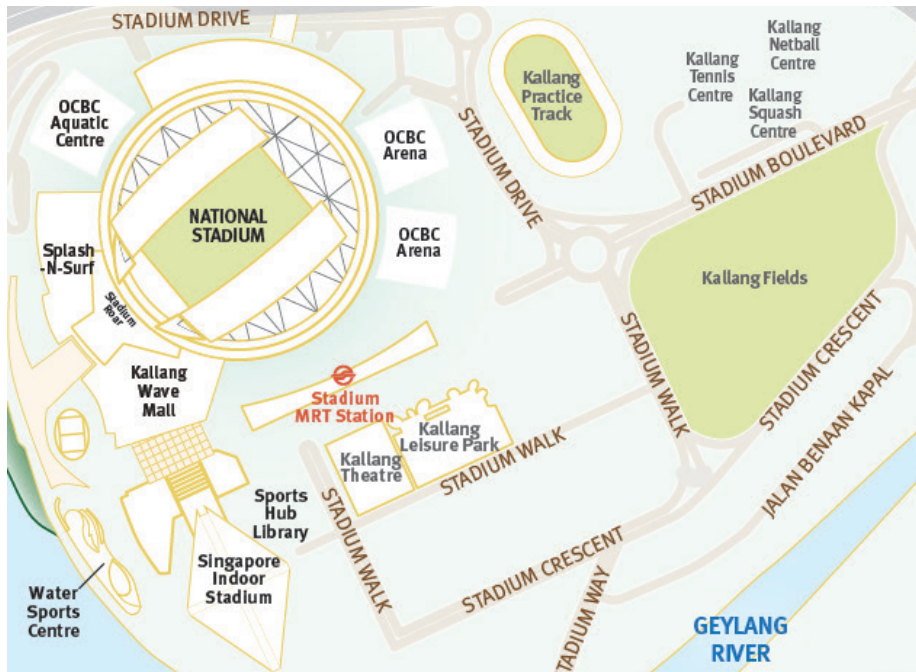 STADIUM DRIVE
Kallang
Netball
Centre
Kallang
Tennis
Centre
Kallang
Squash
Centre
Kallang
Practice
Track
OCBC
Aquatic
Centre
OCBC
Arena
STADIUM DRIVE
STADIUM BOULEVARD
NATIONAL
STADIUM
OCBC
Arena
Splash
-N-Surf
Stadium
Roar
Kallang Fields
Kallang
Wave
Mall
Stadium
MRT Station
STADIUM WALK
STADIUM CRESCENT
Kallang
Leisure Park
Kallang
Theatre
STADIUM WALK
JALAN BENAAN KAPAL
Sports
Hub
Library
STADIUM WALK
Singapore
Indoor
Stadium
STADIUM CRESCENT
Water
Sports
Centre
TADIUM WAY
GEYLANG
RIVER